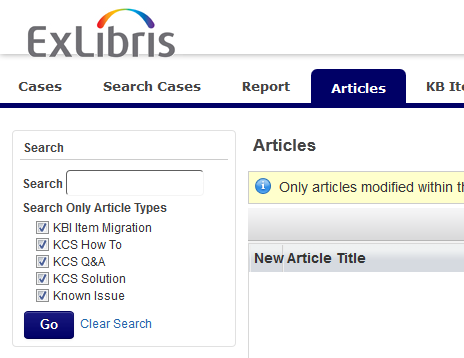 ExLibris
Cases Search Cases Report Articles KB Ite
Search
Search
Search Only Article Types
KBI Item Migration
KCS How To
KCS Q&A
KCS Solution
Known Issue
Go Clear Search
Articles
Only articles modified within th
New Article Title